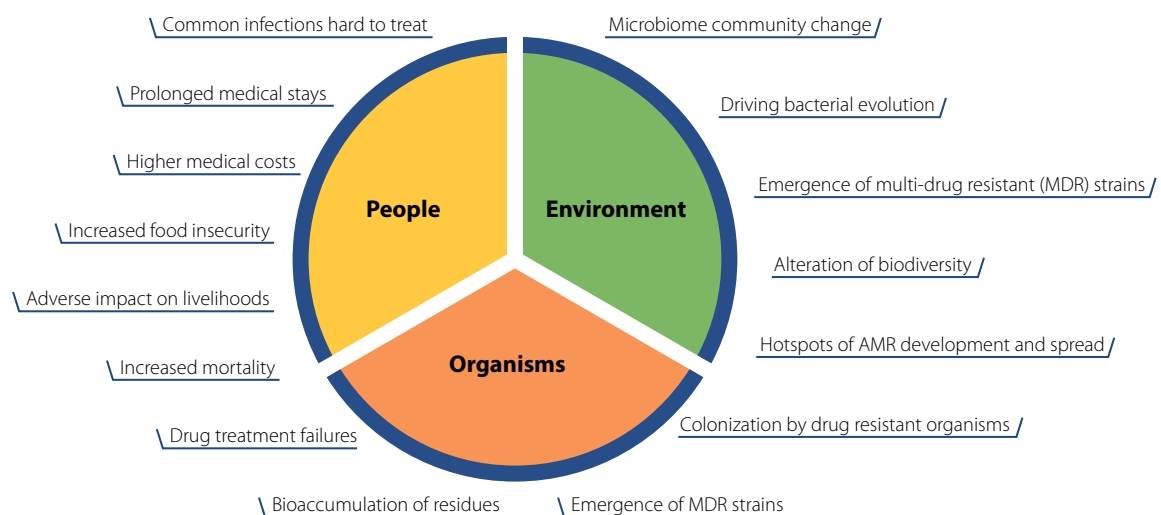 Common infections hard to treat
Microbiome community change
Prolonged medical stays
Driving bacterial evolution
Higher medical costs
Emergence of multi-drug resistant (MDR) strains
People
Environment
Increased food insecurity
Alteration of biodiversity
Adverse impact on livelihoods
Hotspots of AMR development and spread
Increased mortality
Organisms
Drug treatment failures
Colonization by drug resistant organisms
Bioaccumulation of residues
Emergence of MDR strains